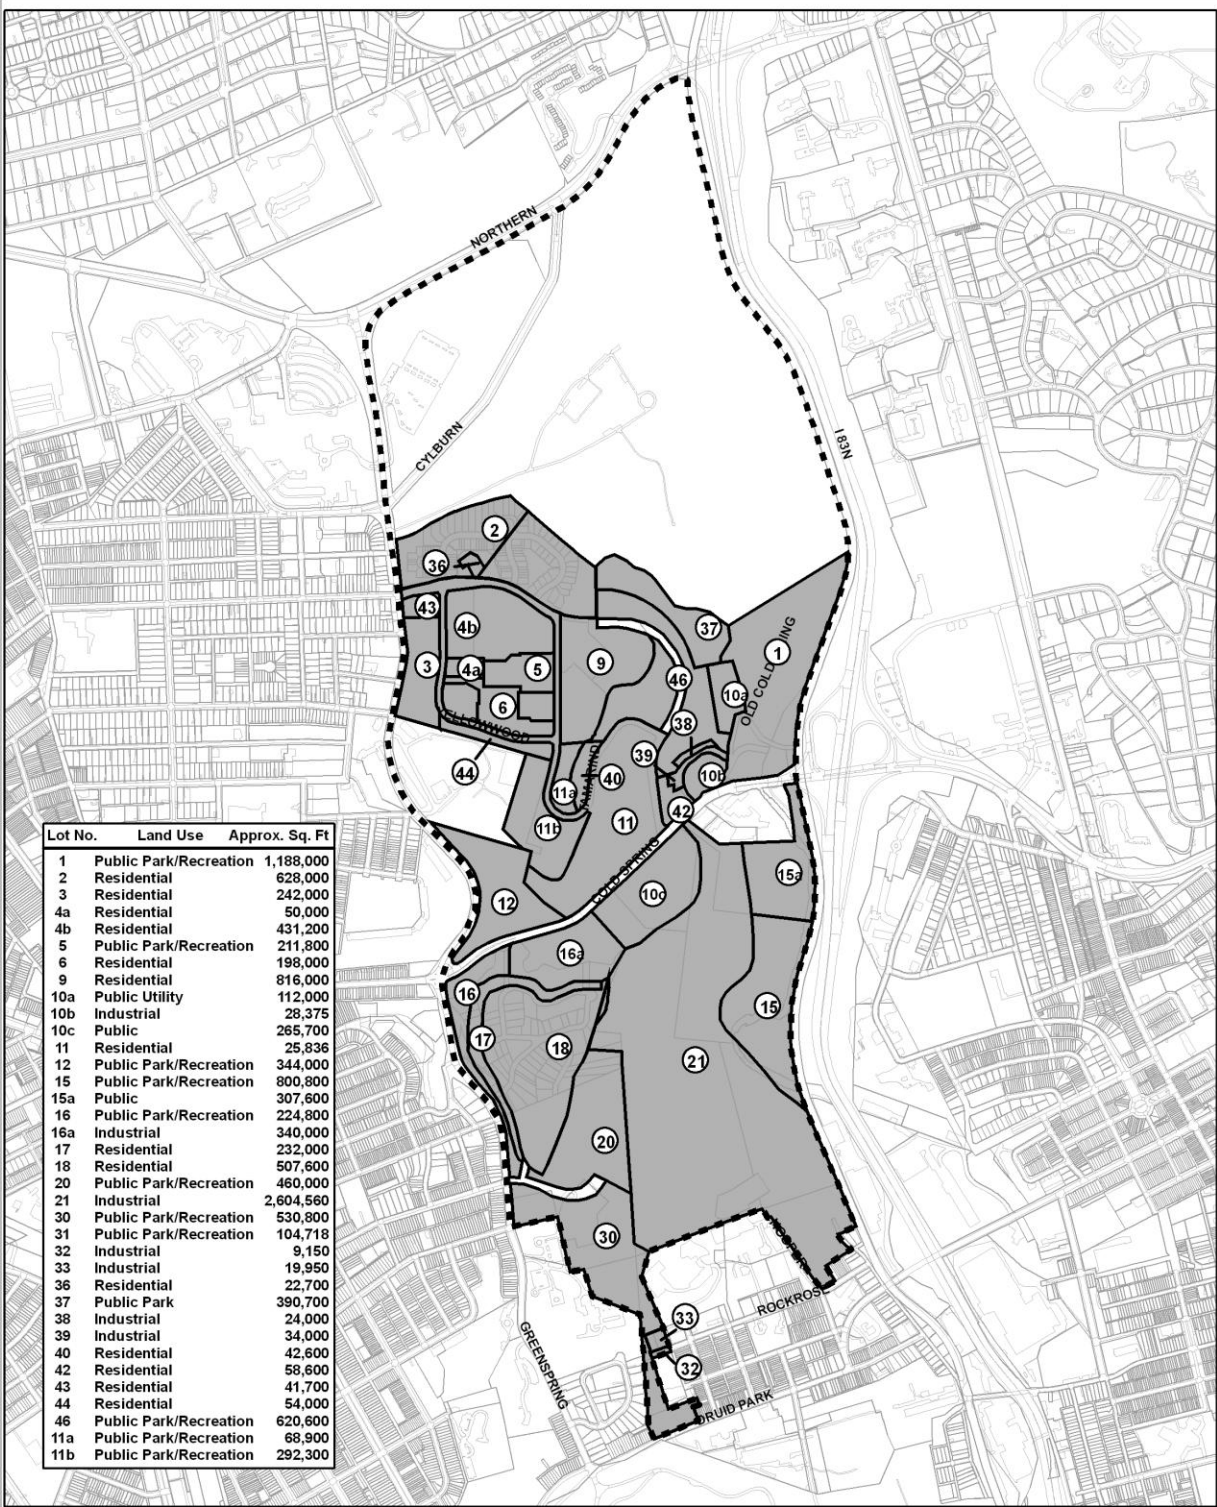 NORTHERN
CYLBURN
I 83N
2
36
43
4b
37
1
OLD COLD
ING
3
4a
5
9
46
10a
6
38
ELLOWWOOD
39
44
AMARIND
40
10b
11a
42
11b
11
COLD SPRING
15a
12
10c
16a
16
15
17
18
21
20
30
ROCKROSE
33
GREENSPRING
32
DRUID PARK
Lot No. Land Use Approx. Sq. Ft
1 Public Park/Recreation 1,188,000
2 Residential 628,000
3 Residential 242,000
4a Residential 50,000
4b Residential 431,200
5 Public Park/Recreation 211,800
6 Residential 198,000
9 Residential 816,000
10a Public Utility 112,000
10b Industrial 28,375
10c Public 265,700
11 Residential 25,836
12 Public Park/Recreation 344,000
15 Public Park/Recreation 800,800
15a Public 307,600
16 Public Park/Recreation 224,800
16a Industrial 340,000
17 Residential 232,000
18 Residential 507,600
20 Public Park/Recreation 460,000
21 Industrial 2,604,560
30 Public Park/Recreation 530,800
31 Public Park/Recreation 104,718
32 Industrial 9,150
33 Industrial 19,950
36 Residential 22,700
37 Public Park 390,700
38 Industrial 24,000
39 Industrial 34,000
40 Residential 42,600
42 Residential 58,600
43 Residential 41,700
44 Residential 54,000
46 Public Park/Recreation 620,600
11a Public Park/Recreation 68,900
11b Public Park/Recreation 292,300